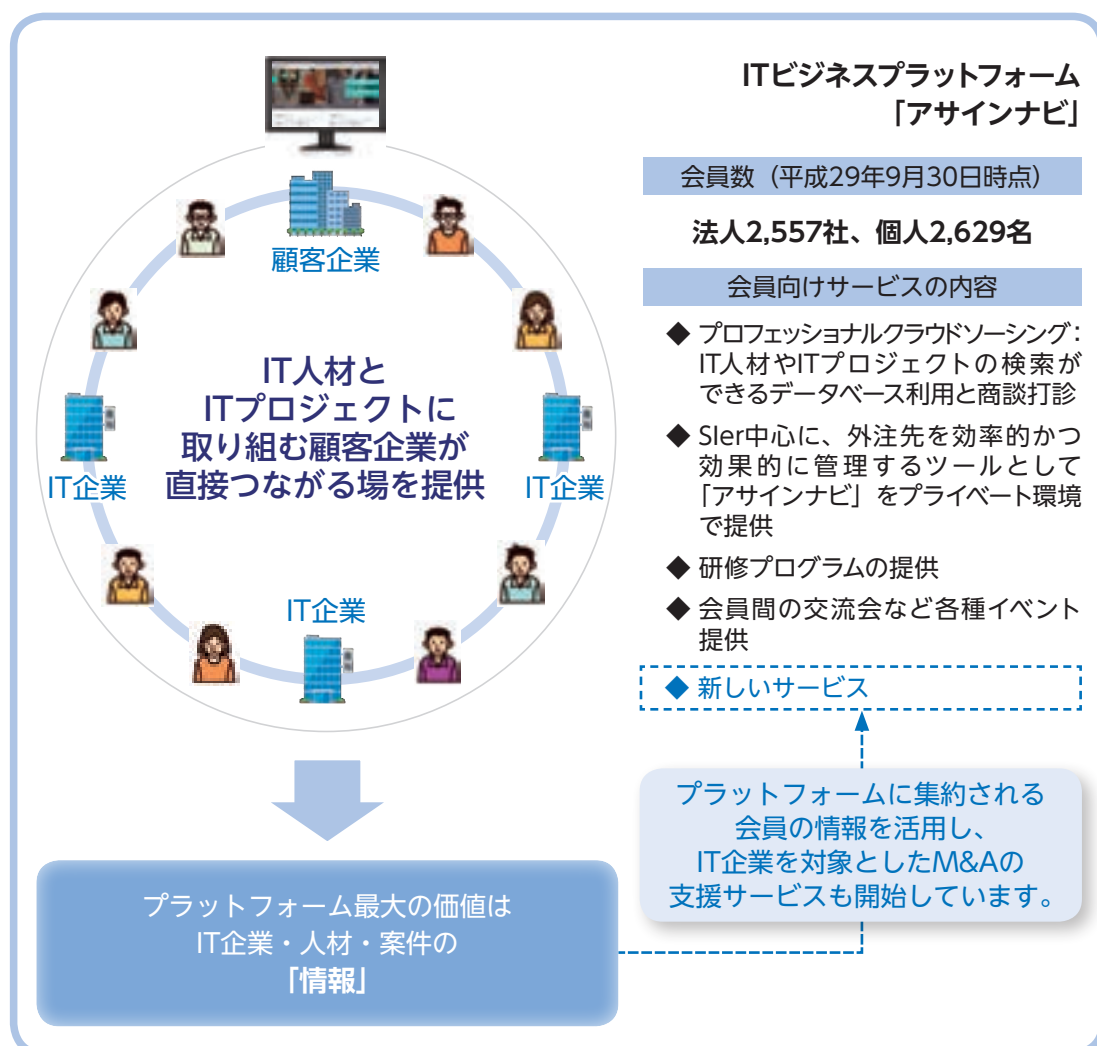 ITビジネスプラットフォーム
「アサインナビ」
会員数（平成29年9月30日時点）
法人2,557社、個人2,629名
会員向けサービスの内容
◆ プロフェッショナルクラウドソーシング：
IT人材やITプロジェクトの検索が
できるデータベース利用と商談打診
◆ SIer中心に、外注先を効率的かつ
効果的に管理するツールとして
「アサインナビ」をプライベート環境
で提供
◆ 研修プログラムの提供
◆ 会員間の交流会など各種イベント
提供
◆ 新しいサービス
プラットフォームに集約される
会員の情報を活用し、
IT企業を対象としたM&Aの
支援サービスも開始しています。
顧客企業
IT人材と
ITプロジェクトに
取り組む顧客企業が
直接つながる場を提供
IT企業
IT企業
IT企業
プラットフォーム最大の価値は
IT企業・人材・案件の
「情報」